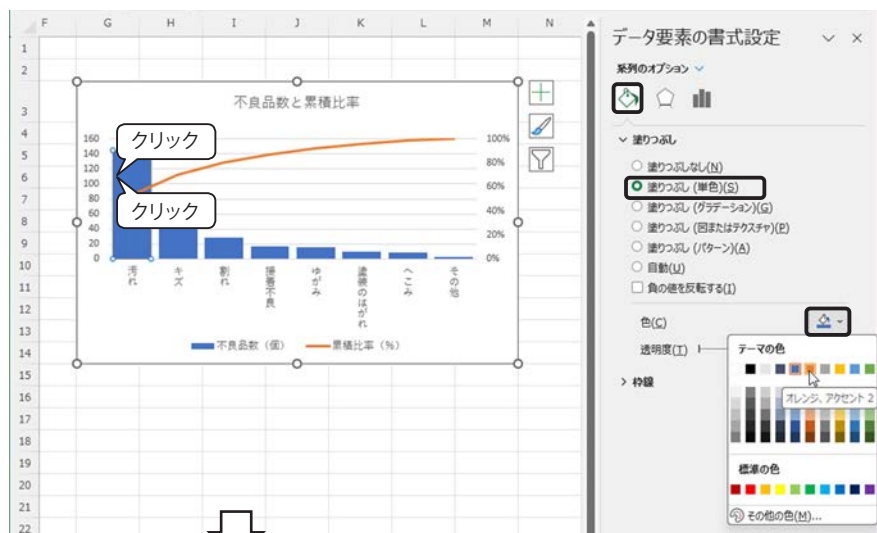 F G H I J K L M N
1
2
3
4
5
6
7
8
9
10
11
12
13
14
15
16
17
18
19
20
21
22
不良品数と累積比率
クリック
クリック
160
140
120
100
80
60
40
20
0
100%
80%
60%
40%
20%
0%
汚れ
キズ
割れ
接着不良
ゆがみ
塗装のはがれ
へこみ
その他
不良品数（個） 累積比率（%）
データ要素の書式設定
系列のオプション
塗りつぶし
塗りつぶしなし(N)
塗りつぶし (単色)(S)
塗りつぶし (グラデーション)(G)
塗りつぶし (図またはテクスチャ)(P)
塗りつぶし (パターン)(A)
自動(U)
負の値を反転する(I)
色(C)
透明度(T)
枠線
テーマの色
オレンジ、アクセント 2
標準の色
その他の色(M)...